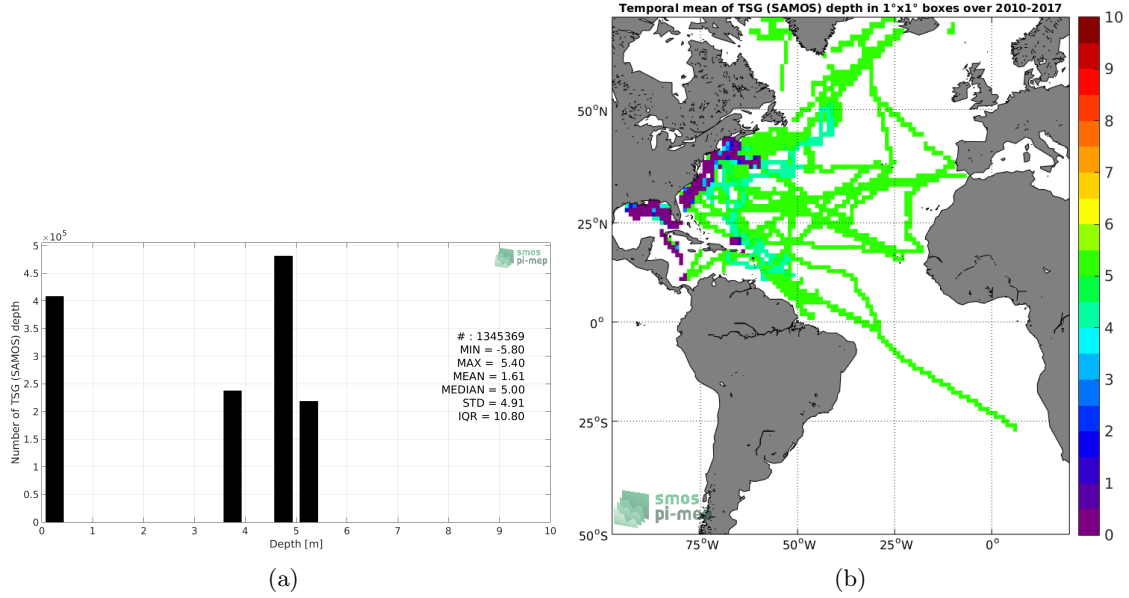 Temporal mean of TSG (SAMOS) depth in 1°x1° boxes over 2010-2017
×10⁵
5
4.5
4
3.5
3
2.5
2
1.5
1
0.5
0
Number of TSG (SAMOS) depth
0 1 2 3 4 5 6 7 8 9 10
Depth [m]
smos
pi-mep
# : 1345369
MIN = -5.80
MAX = 5.40
MEAN = 1.61
MEDIAN = 5.00
STD = 4.91
IQR = 10.80
(a)
50°N
25°N
0°
25°S
50°S
75°W 50°W 25°W 0°
smos
pi-mep
10
9
8
7
6
5
4
3
2
1
0
(b)